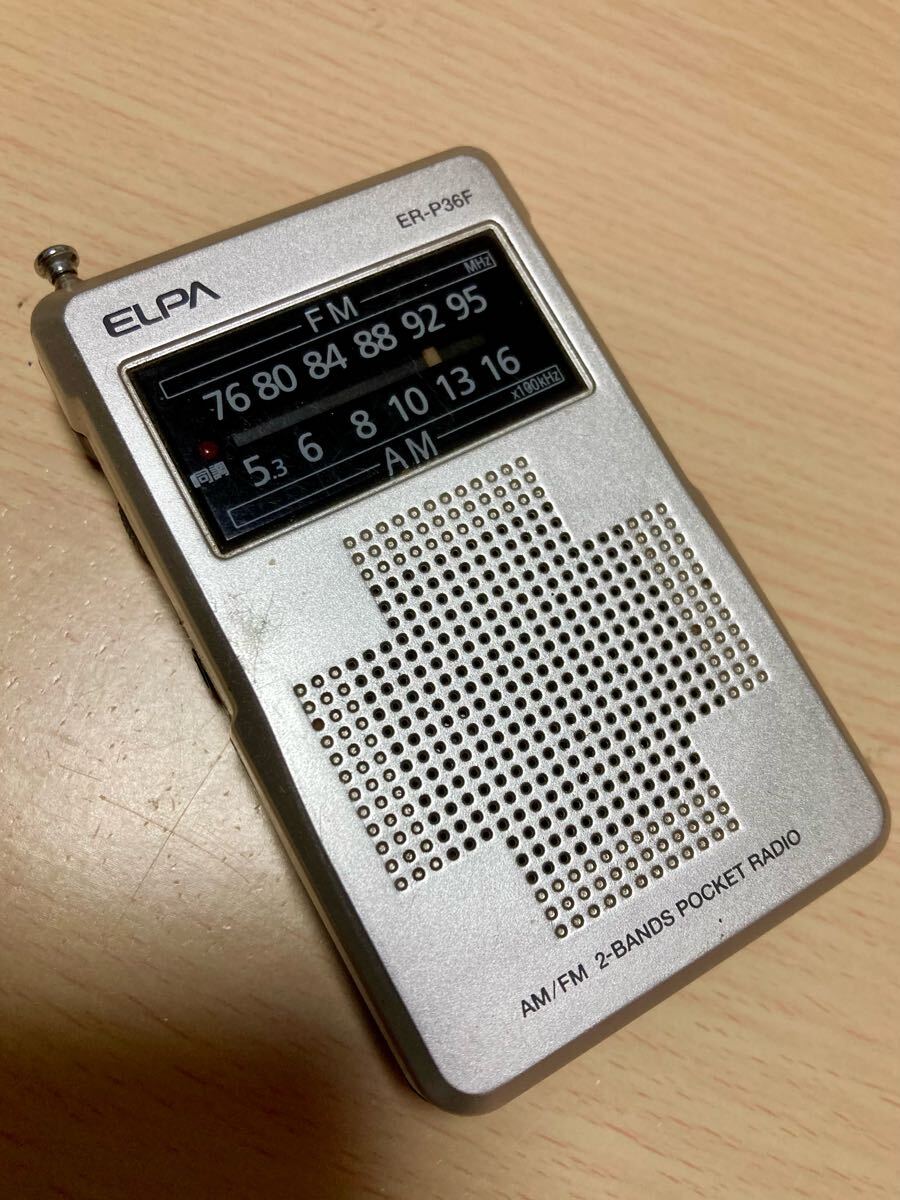 ER-P36F
ELPA
FM
MHz
76 80 84 88 92 95
5.3 6 8 10 13 16
同調
AM
x100kHz
AM/FM 2-BANDS POCKET RADIO